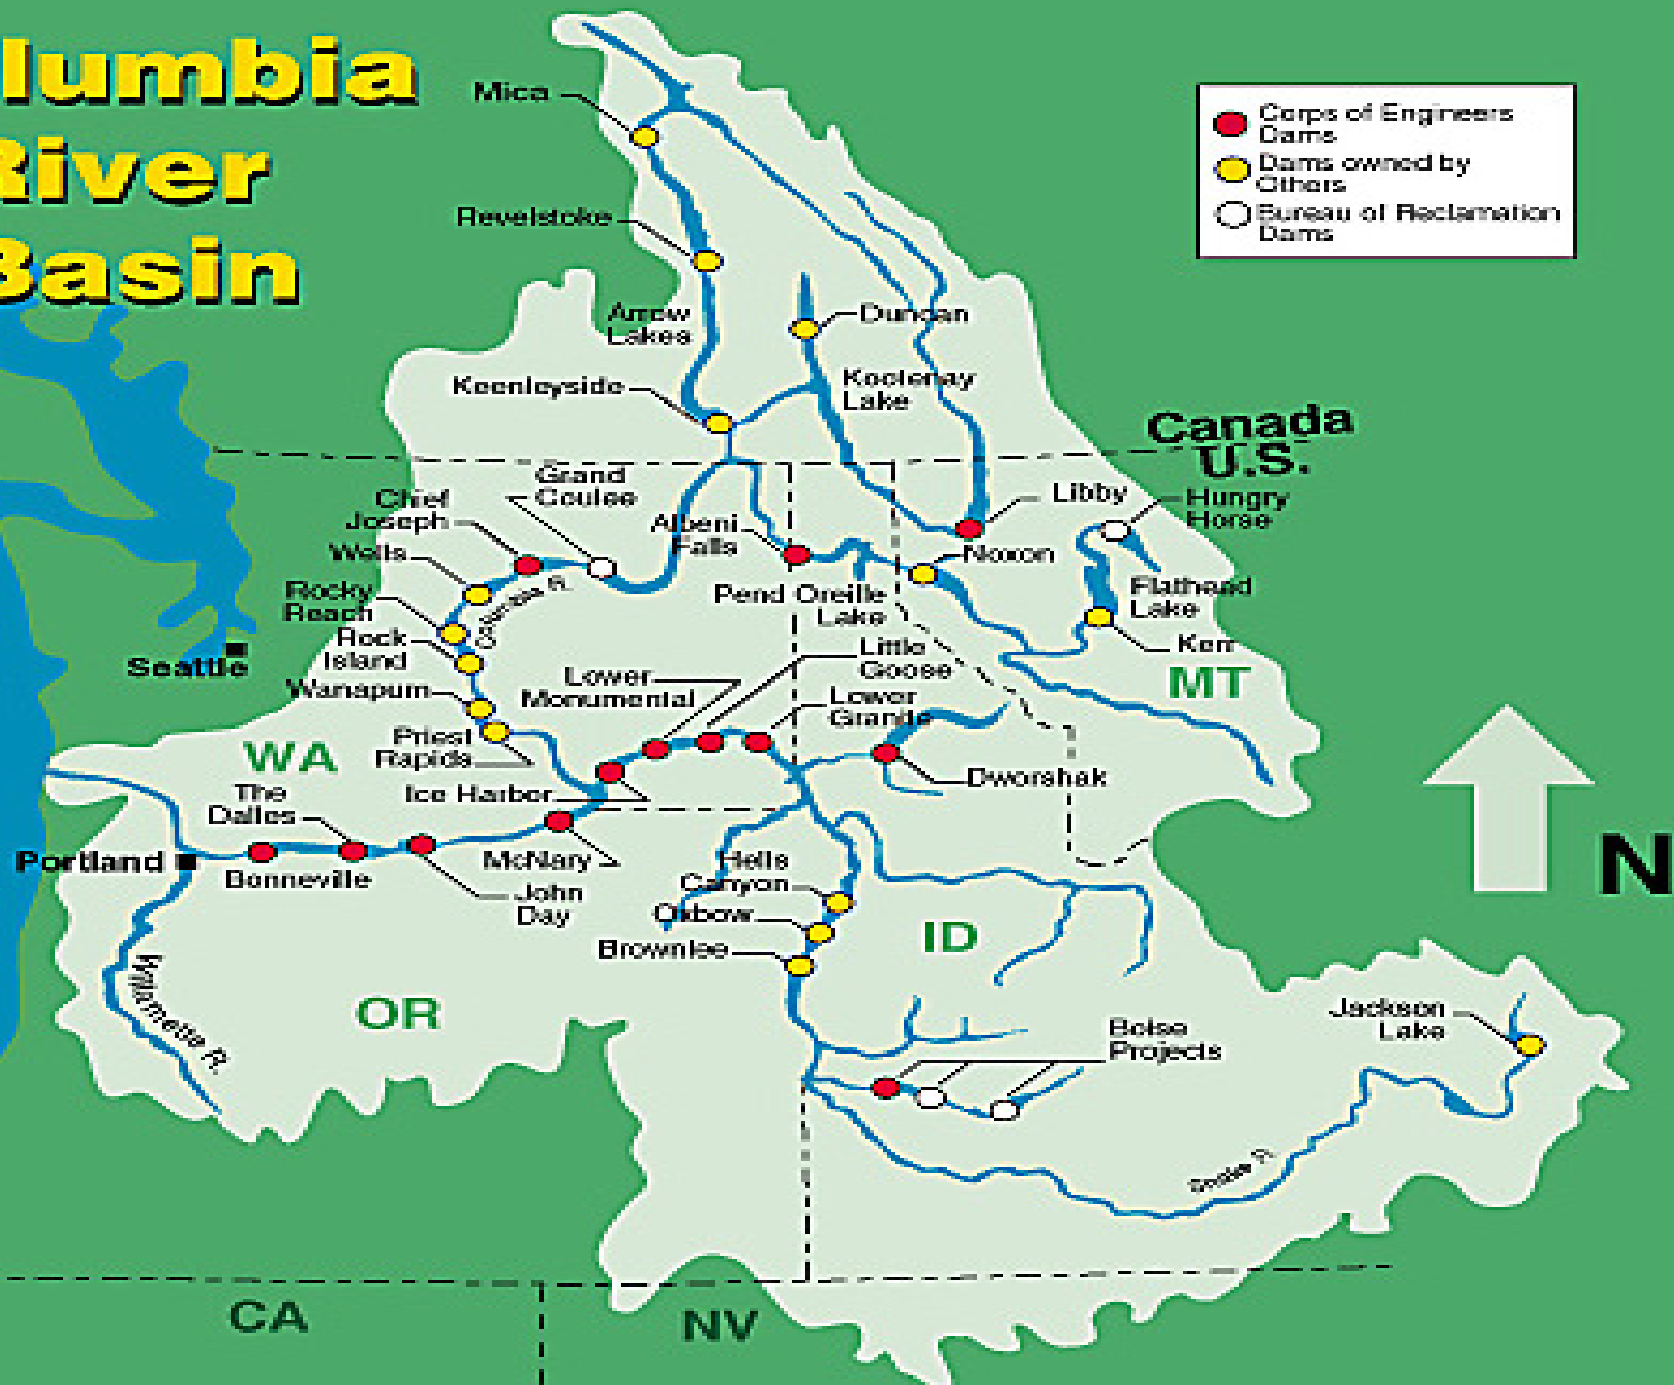 lumbia
River
Basin
Corps of Engineers
Dams
Dams owned by
Others
Bureau of Reclamation
Dams
Mica
Revelstoke
Arrow
Lakes
Duncan
Keenleyside
Kootenay
Lake
Canada
U.S.
Grand
Coulee
Chief
Joseph
Albeni
Falls
Libby
Hungry
Horse
Wells
Noxon
Rocky
Reach
Columbia R.
Pend Oreille
Lake
Flathead
Lake
Rock
Island
Kerr
Seattle
Little
Goose
Lower
Monumental
Wanapum
Lower
Granite
MT
Priest
Rapids
WA
Ice Harbor
Dworshak
The
Dalles
Portland
Bonneville
McNary
John
Day
Hells
Canyon
Oxbow
Brownlee
N
ID
OR
Willamette R.
Boise
Projects
Jackson
Lake
Snake R.
CA
NV